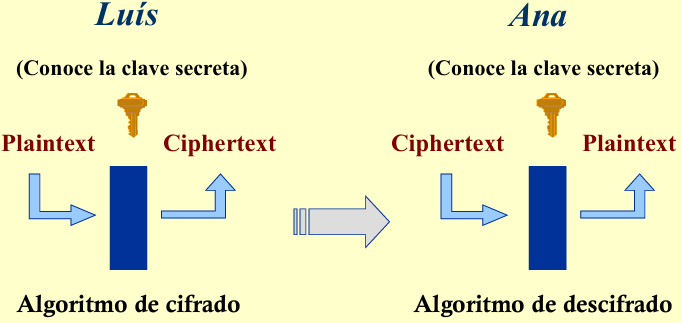 Luís
(Conoce la clave secreta)
Plaintext
Ciphertext
Algoritmo de cifrado
Ana
(Conoce la clave secreta)
Ciphertext
Plaintext
Algoritmo de descifrado